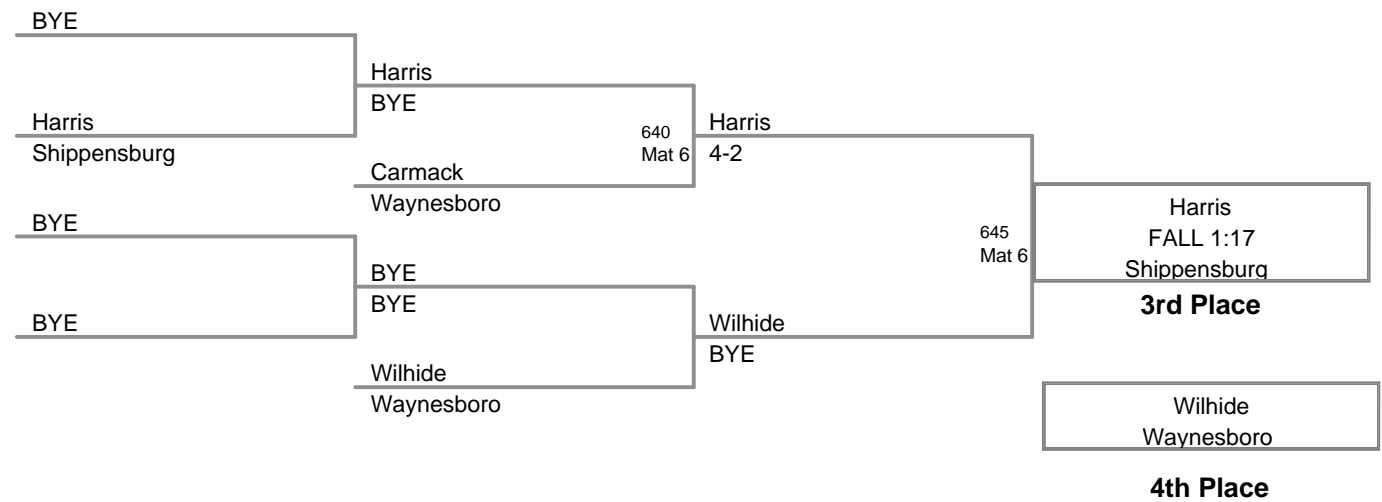 BYE
Harris
BYE
Harris
Shippensburg
640
Mat 6
Harris
4-2
Carmack
Waynesboro
Harris
FALL 1:17
Shippensburg
3rd Place
BYE
645
Mat 6
BYE
BYE
BYE
Wilhide
BYE
Wilhide
Waynesboro
Wilhide
Waynesboro
4th Place